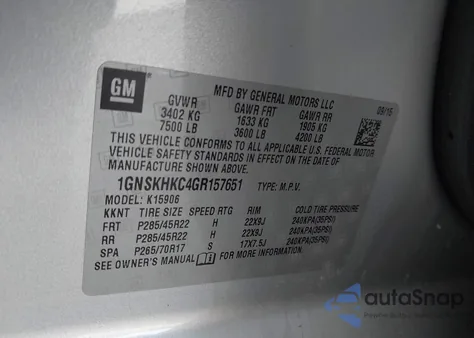 GM
MFD BY GENERAL MOTORS LLC
09/15
GVWR GAWR FRT GAWR RR
3402 KG 1633 KG 1905 KG
7500 LB 3600 LB 4200 LB
THIS VEHICLE CONFORMS TO ALL APPLICABLE U.S. FEDERAL MOTOR
VEHICLE SAFETY STANDARDS IN EFFECT ON THE DATE OF
MANUFACTURE SHOWN ABOVE.
1GNSKHKC4GR157651 TYPE: M.P.V.
MODEL: K15906
KKNT TIRE SIZE SPEED RTG RIM COLD TIRE PRESSURE
FRT P285/45R22 H 22X9J 240KPA(35PSI)
RR P285/45R22 H 22X9J 240KPA(35PSI)
SPA P265/70R17 S 17X7.5J 240KPA(35PSI)
SEE OWNER'S MANUAL FOR MORE INFORMATION.
autoSnap